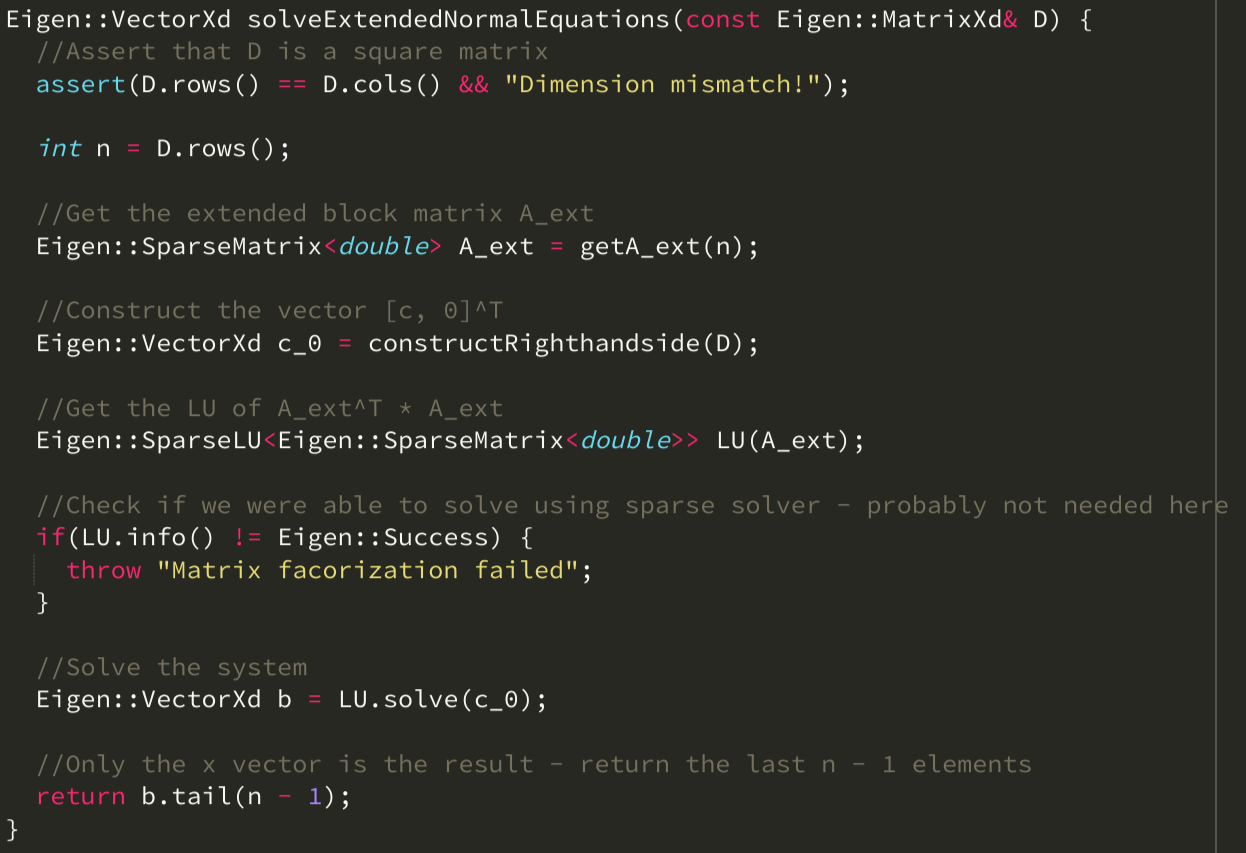 Eigen::VectorXd solveExtendedNormalEquations(const Eigen::MatrixXd& D) {
//Assert that D is a square matrix
assert(D.rows() == D.cols() && "Dimension mismatch!");
int n = D.rows();
//Get the extended block matrix A_ext
Eigen::SparseMatrix<double> A_ext = getA_ext(n);
//Construct the vector [c, 0]^T
Eigen::VectorXd c_0 = constructRighthandside(D);
//Get the LU of A_ext^T * A_ext
Eigen::SparseLU<Eigen::SparseMatrix<double>> LU(A_ext);
//Check if we were able to solve using sparse solver - probably not needed here
if(LU.info() != Eigen::Success) {
throw "Matrix facorization failed";
}
//Solve the system
Eigen::VectorXd b = LU.solve(c_0);
//Only the x vector is the result - return the last n - 1 elements
return b.tail(n - 1);
}